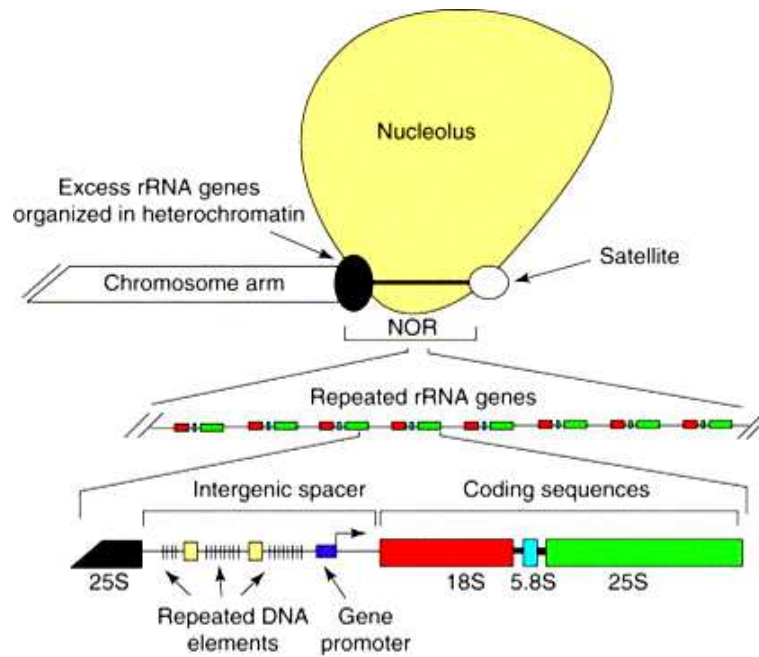 Nucleolus
Excess rRNA genes
organized in heterochromatin
Satellite
Chromosome arm
NOR
Repeated rRNA genes
Intergenic spacer
Coding sequences
25S
18S
5.8S
25S
Repeated DNA
elements
Gene
promoter